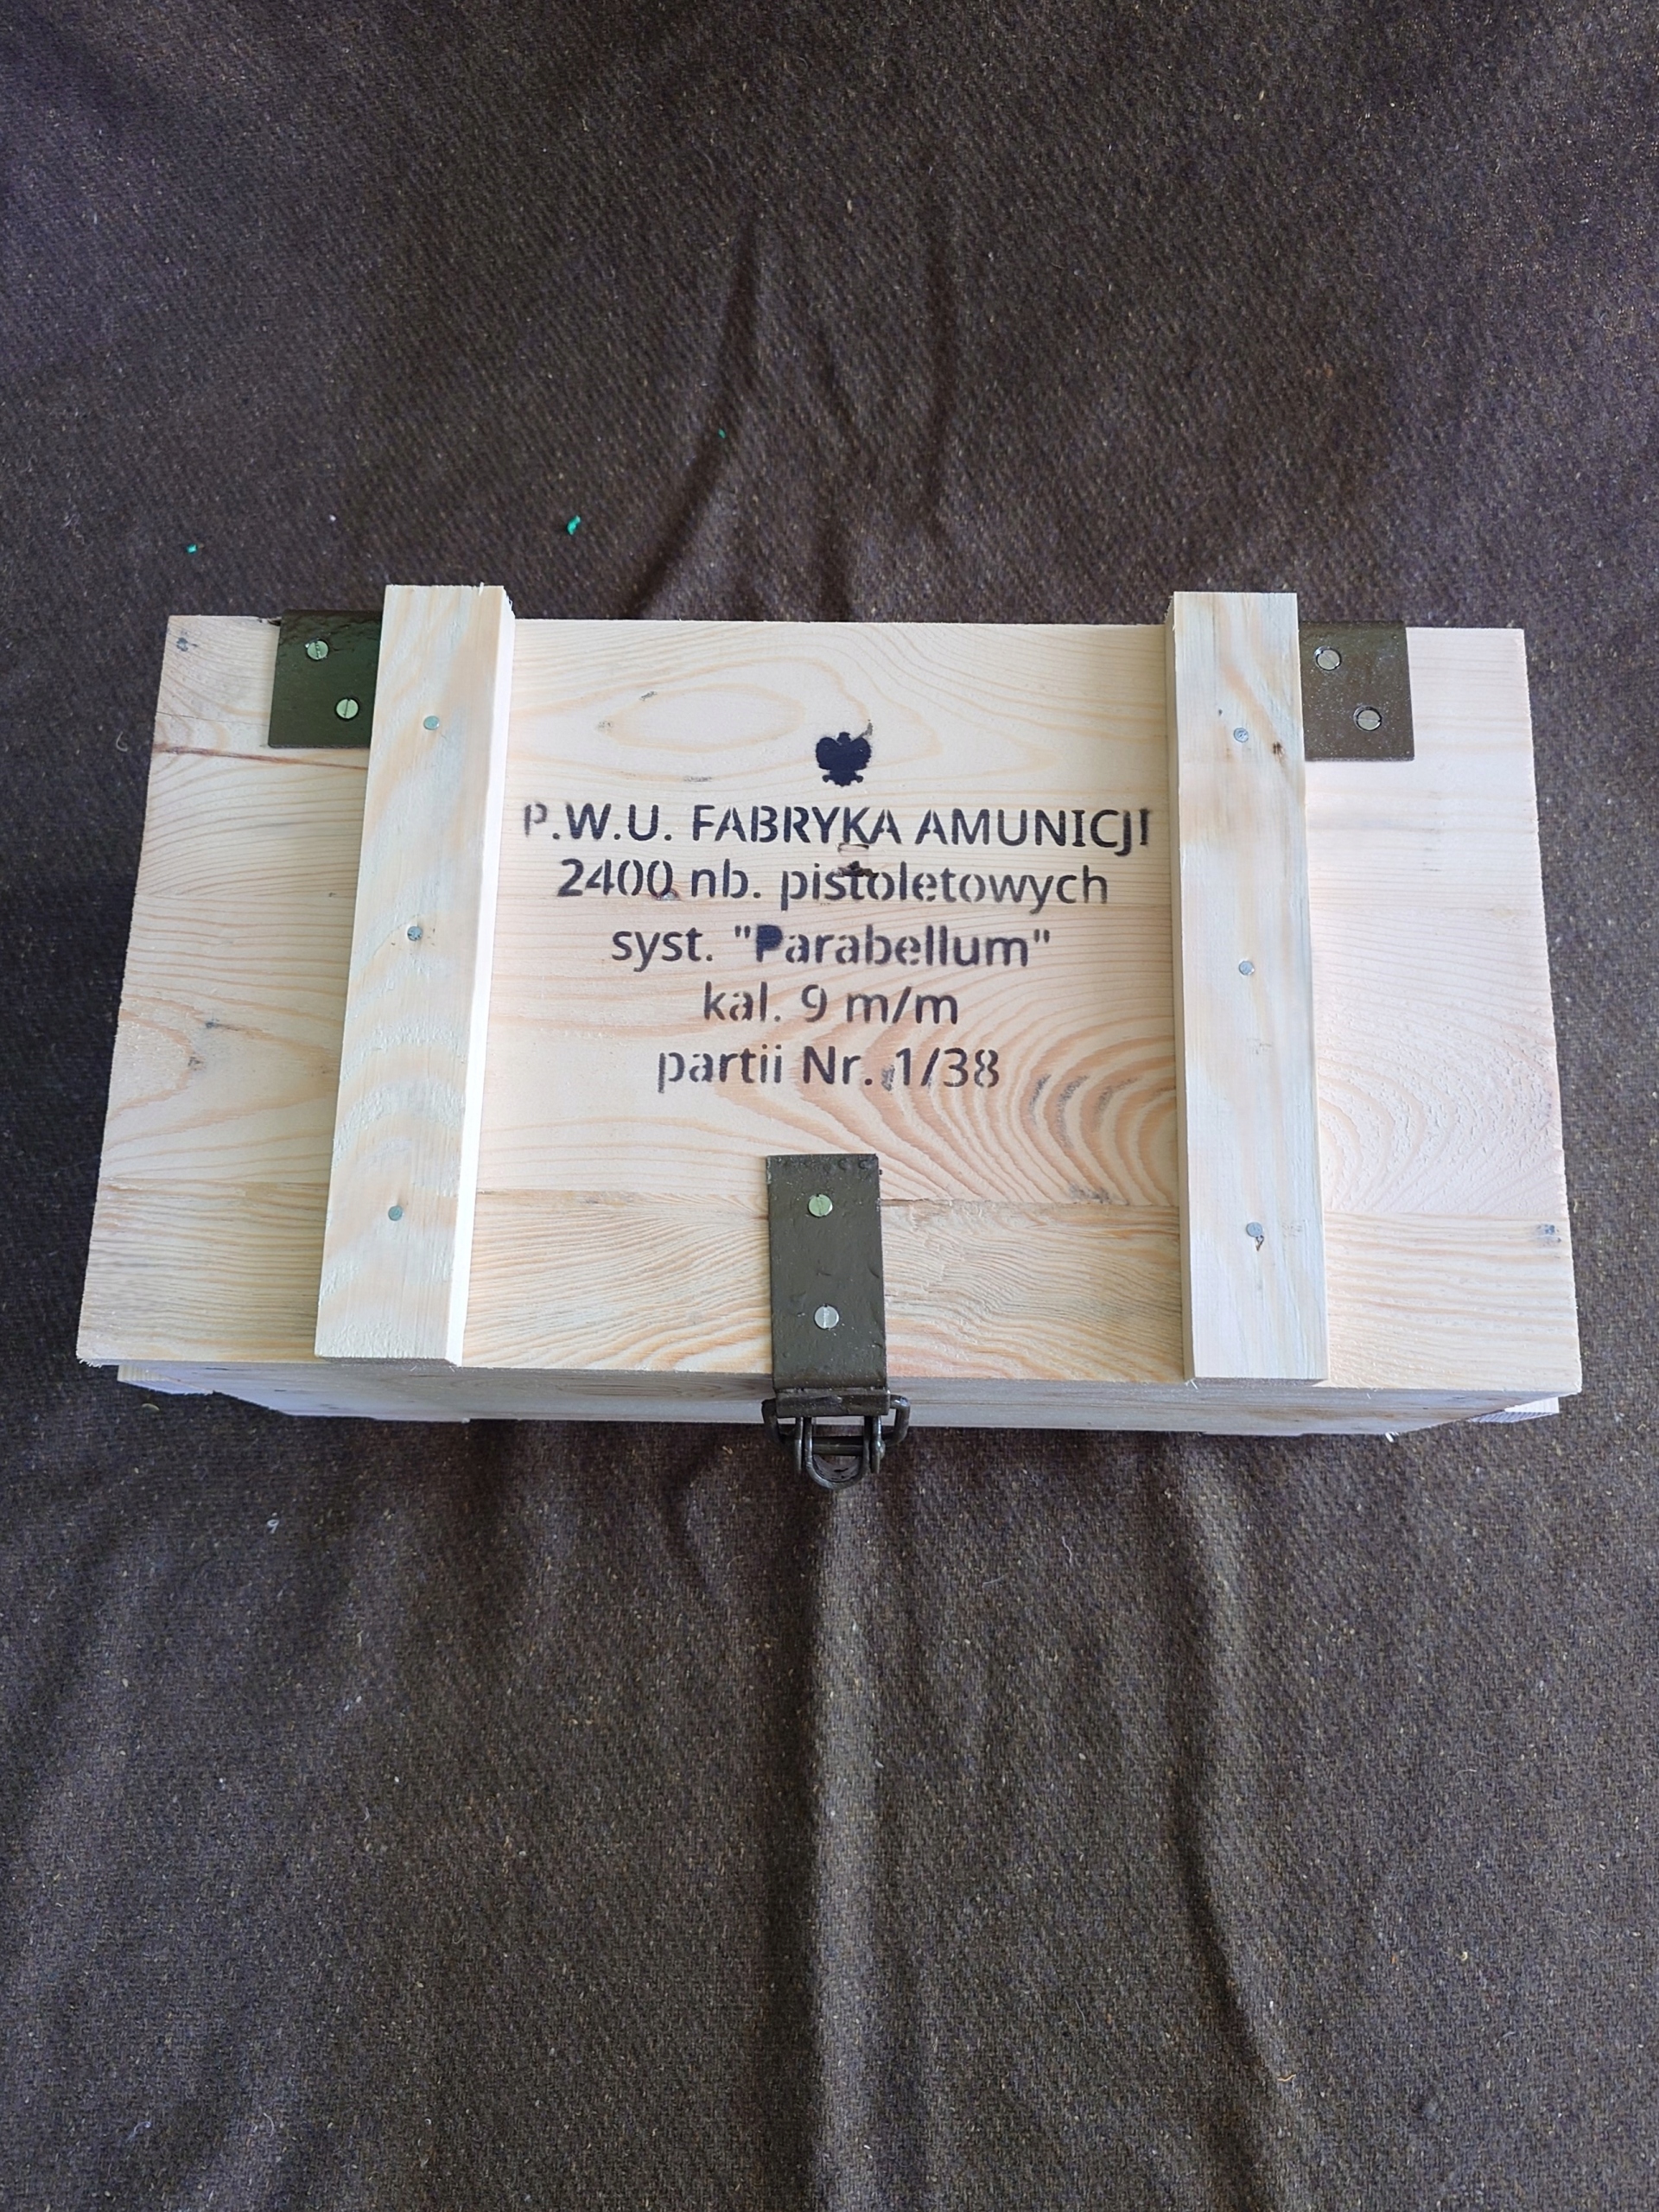 P.W.U. FABRYKA AMUNICJI
2400 nb. pistoletowych
syst. "Parabellum"
kal. 9 m/m
partii Nr. 1/38